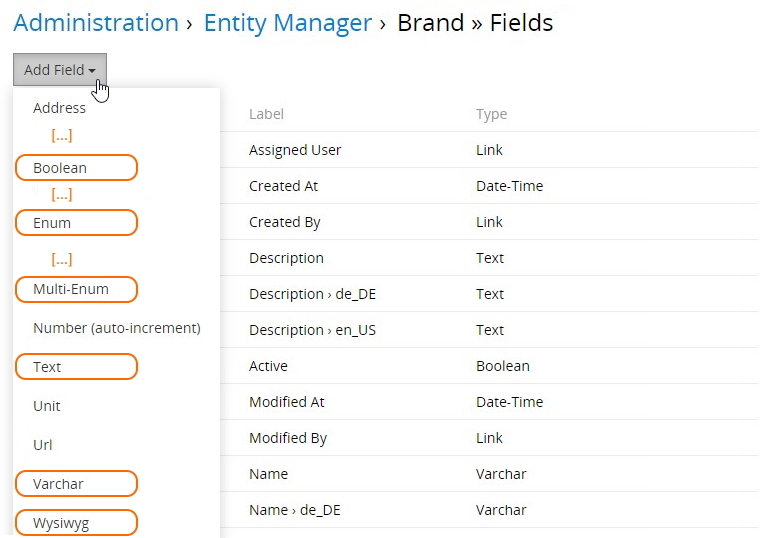 Administration › Entity Manager › Brand » Fields
Add Field
Address
[...]
Boolean
[...]
Enum
[...]
Multi-Enum
Number (auto-increment)
Text
Unit
Url
Varchar
Wysiwyg
Label Type
Assigned User Link
Created At Date-Time
Created By Link
Description Text
Description › de_DE Text
Description › en_US Text
Active Boolean
Modified At Date-Time
Modified By Link
Name Varchar
Name › de_DE Varchar